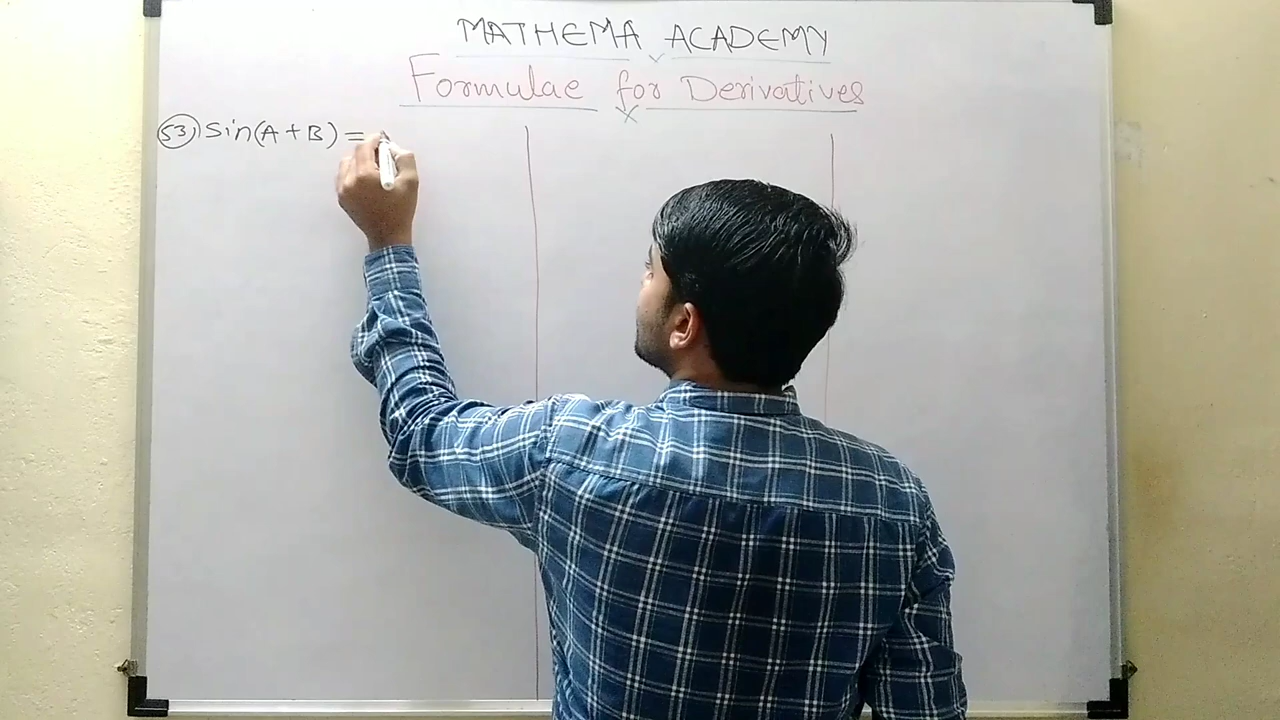 MATHEMA ACADEMY
Formulae for Derivatives
53) Sin(A+B) =